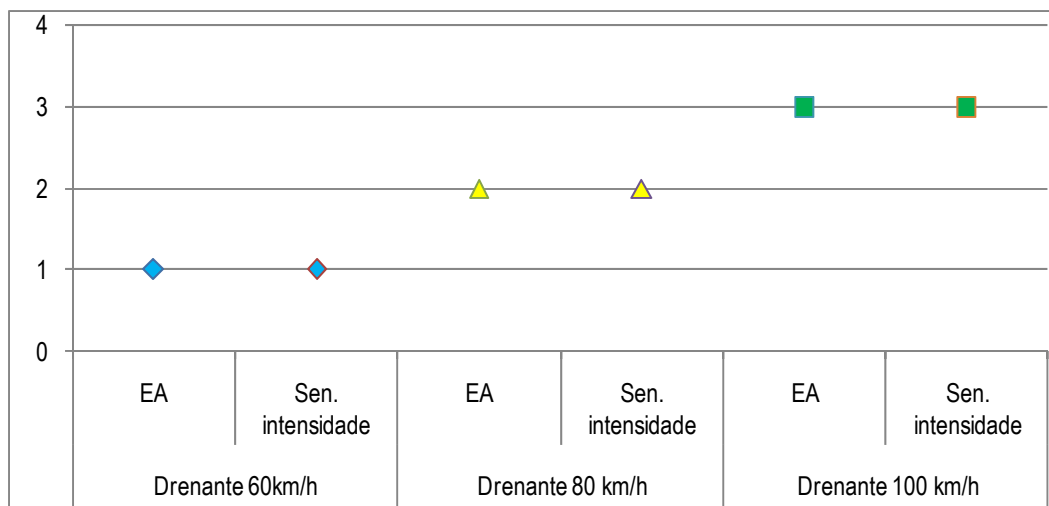 4
3
2
1
0
EA
Sen.
intensidade
EA
Sen.
intensidade
EA
Sen.
intensidade
Drenante 60km/h
Drenante 80 km/h
Drenante 100 km/h